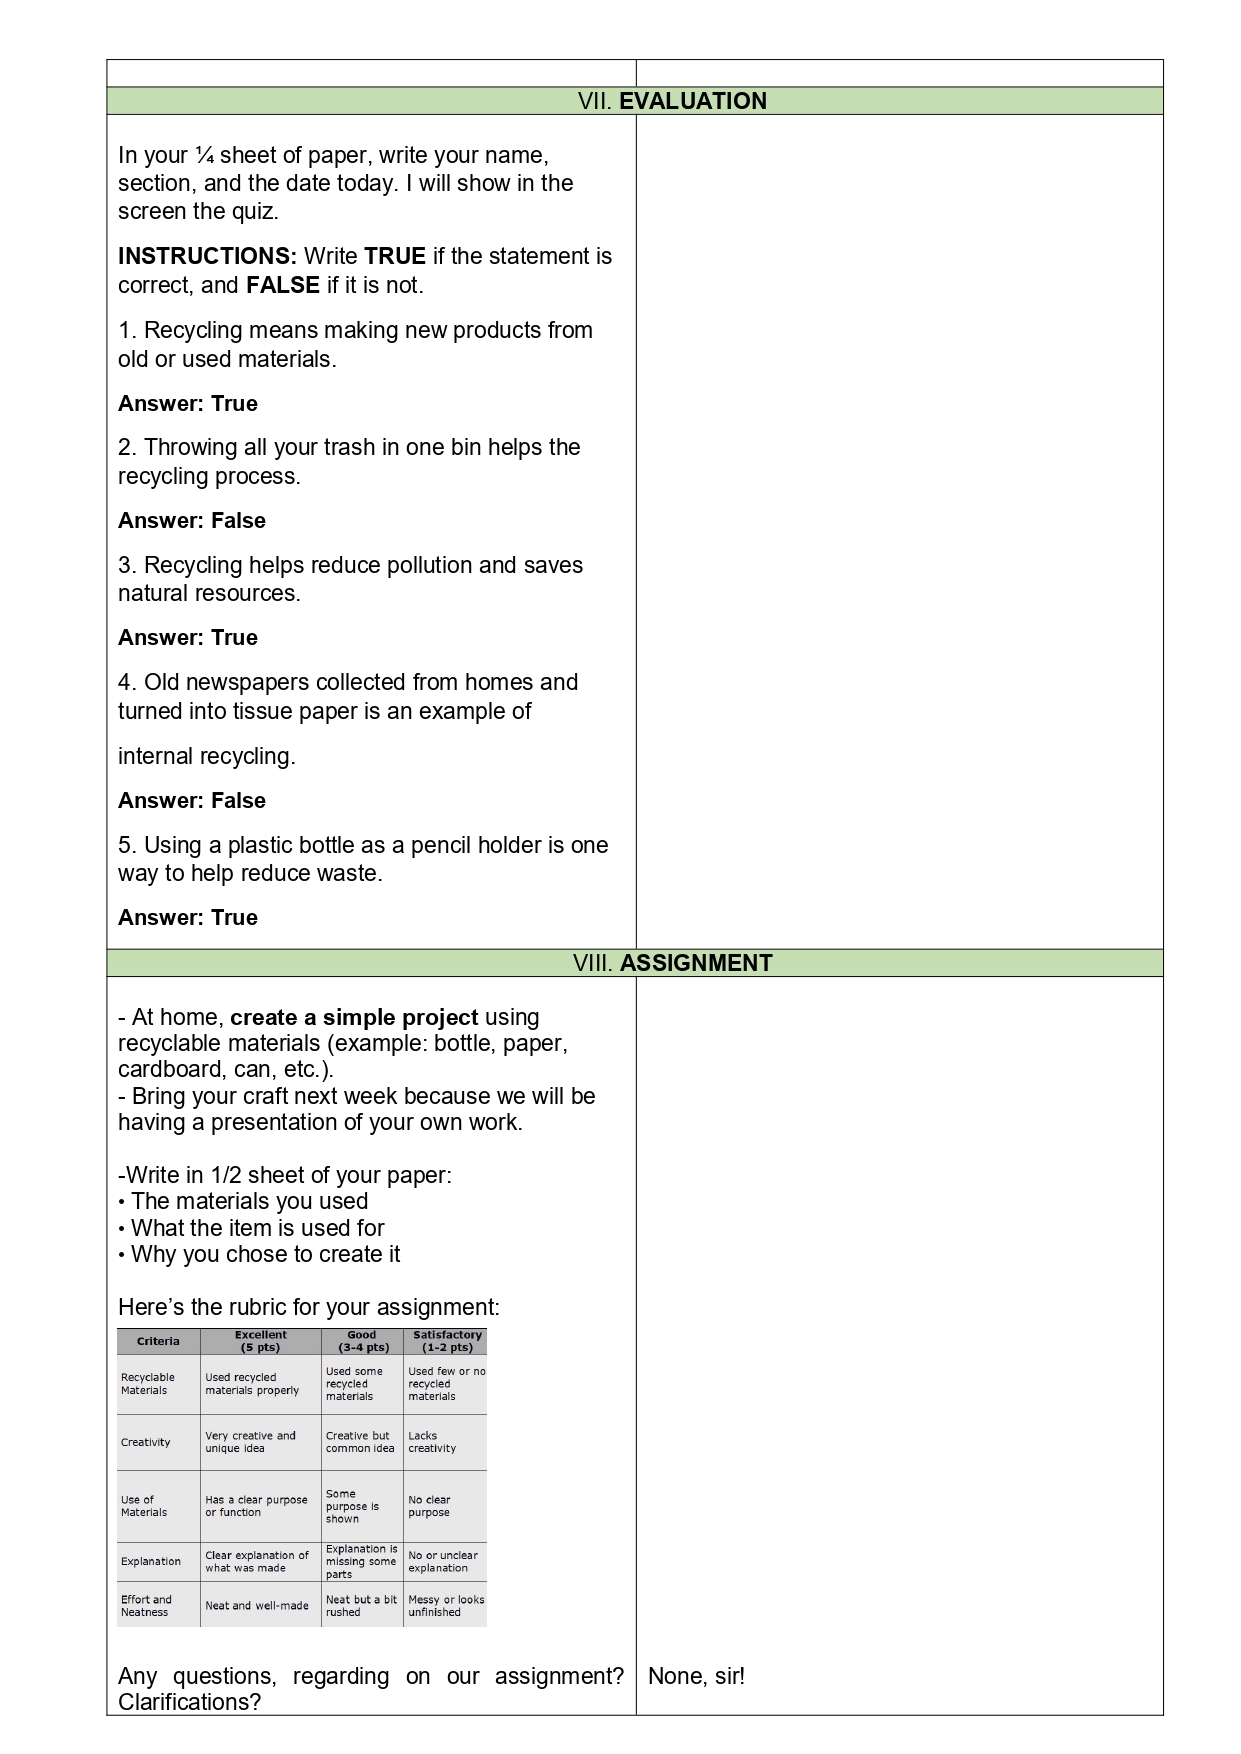 VII. EVALUATION
In your ¼ sheet of paper, write your name,
section, and the date today. I will show in the
screen the quiz.
INSTRUCTIONS: Write TRUE if the statement is
correct, and FALSE if it is not.
1. Recycling means making new products from
old or used materials.
Answer: True
2. Throwing all your trash in one bin helps the
recycling process.
Answer: False
3. Recycling helps reduce pollution and saves
natural resources.
Answer: True
4. Old newspapers collected from homes and
turned into tissue paper is an example of
internal recycling.
Answer: False
5. Using a plastic bottle as a pencil holder is one
way to help reduce waste.
Answer: True
VIII. ASSIGNMENT
- At home, create a simple project using
recyclable materials (example: bottle, paper,
cardboard, can, etc.).
- Bring your craft next week because we will be
having a presentation of your own work.
-Write in 1/2 sheet of your paper:
• The materials you used
• What the item is used for
• Why you chose to create it
Here’s the rubric for your assignment:
Criteria
Excellent
(5 pts)
Good
(3-4 pts)
Satisfactory
(1-2 pts)
Recyclable
Materials
Used recycled
materials properly
Used some
recycled
materials
Used few or no
recycled
materials
Creativity
Very creative and
unique idea
Creative but
common idea
Lacks
creativity
Use of
Materials
Has a clear purpose
or function
Some
purpose is
shown
No clear
purpose
Explanation
Clear explanation of
what was made
Explanation is
missing some
parts
No or unclear
explanation
Effort and
Neatness
Neat and well-made
Neat but a bit
rushed
Messy or looks
unfinished
Any questions, regarding on our assignment?
Clarifications?
None, sir!